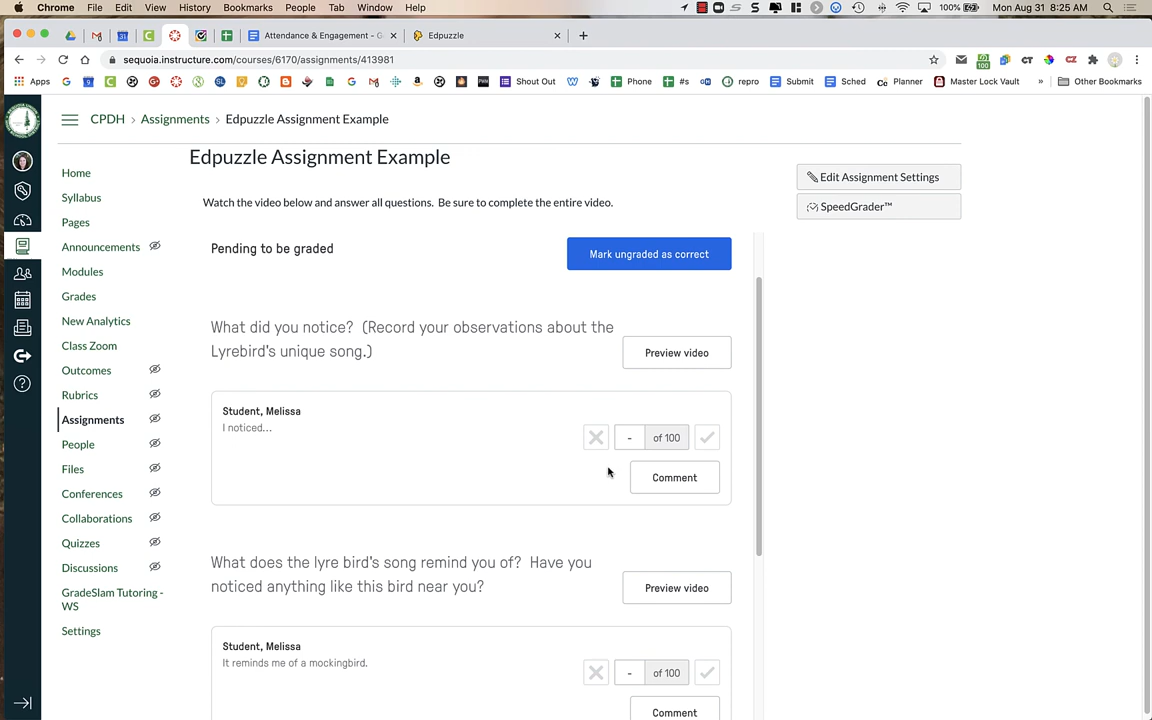 Chrome File Edit View History Bookmarks People Tab Window Help 100% Mon Aug 31 8:25 AM
Attendance & Engagement - G Edpuzzle
sequoia.instructure.com/courses/6170/assignments/413981
Apps Shout Out Phone #s repro Submit Sched Planner Master Lock Vault » Other Bookmarks
CPDH › Assignments › Edpuzzle Assignment Example
Home
Syllabus
Pages
Announcements
Modules
Grades
New Analytics
Class Zoom
Outcomes
Rubrics
Assignments
People
Files
Conferences
Collaborations
Quizzes
Discussions
GradeSlam Tutoring -
WS
Settings
Edpuzzle Assignment Example
Watch the video below and answer all questions. Be sure to complete the entire video.
Pending to be graded
Mark ungraded as correct
What did you notice? (Record your observations about the
Lyrebird's unique song.)
Preview video
Student, Melissa
I noticed...
- of 100
Comment
What does the lyre bird's song remind you of? Have you
noticed anything like this bird near you?
Preview video
Student, Melissa
It reminds me of a mockingbird.
- of 100
Comment
Edit Assignment Settings
SpeedGrader™